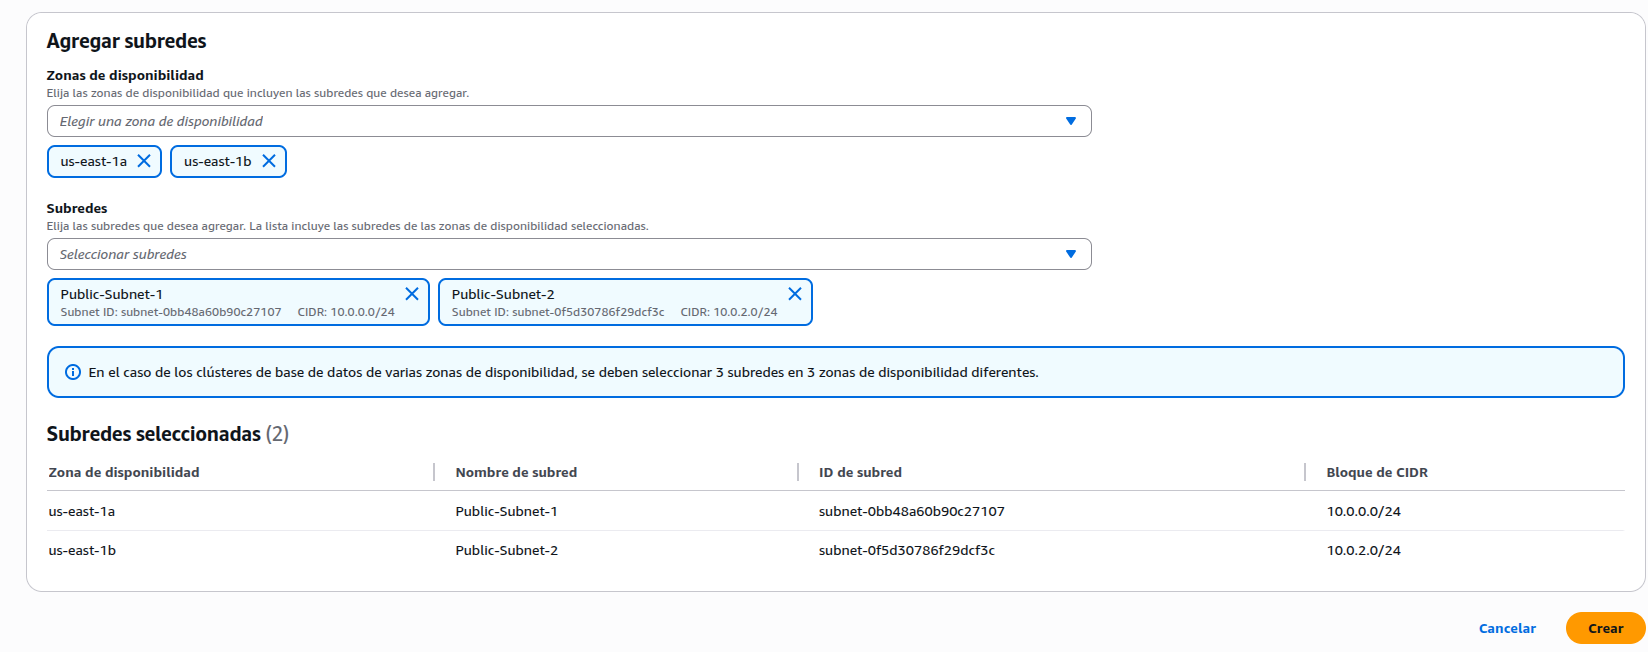 Agregar subredes
Zonas de disponibilidad
Elija las zonas de disponibilidad que incluyen las subredes que desea agregar.
Elegir una zona de disponibilidad
us-east-1a us-east-1b
Subredes
Elija las subredes que desea agregar. La lista incluye las subredes de las zonas de disponibilidad seleccionadas.
Seleccionar subredes
Public-Subnet-1 Public-Subnet-2
Subnet ID: subnet-0bb48a60b90c27107 CIDR: 10.0.0.0/24 Subnet ID: subnet-0f5d30786f29dcf3c CIDR: 10.0.2.0/24
En el caso de los clústeres de base de datos de varias zonas de disponibilidad, se deben seleccionar 3 subredes en 3 zonas de disponibilidad diferentes.
Subredes seleccionadas (2)
Zona de disponibilidad Nombre de subred ID de subred Bloque de CIDR
us-east-1a Public-Subnet-1 subnet-0bb48a60b90c27107 10.0.0.0/24
us-east-1b Public-Subnet-2 subnet-0f5d30786f29dcf3c 10.0.2.0/24
Cancelar Crear